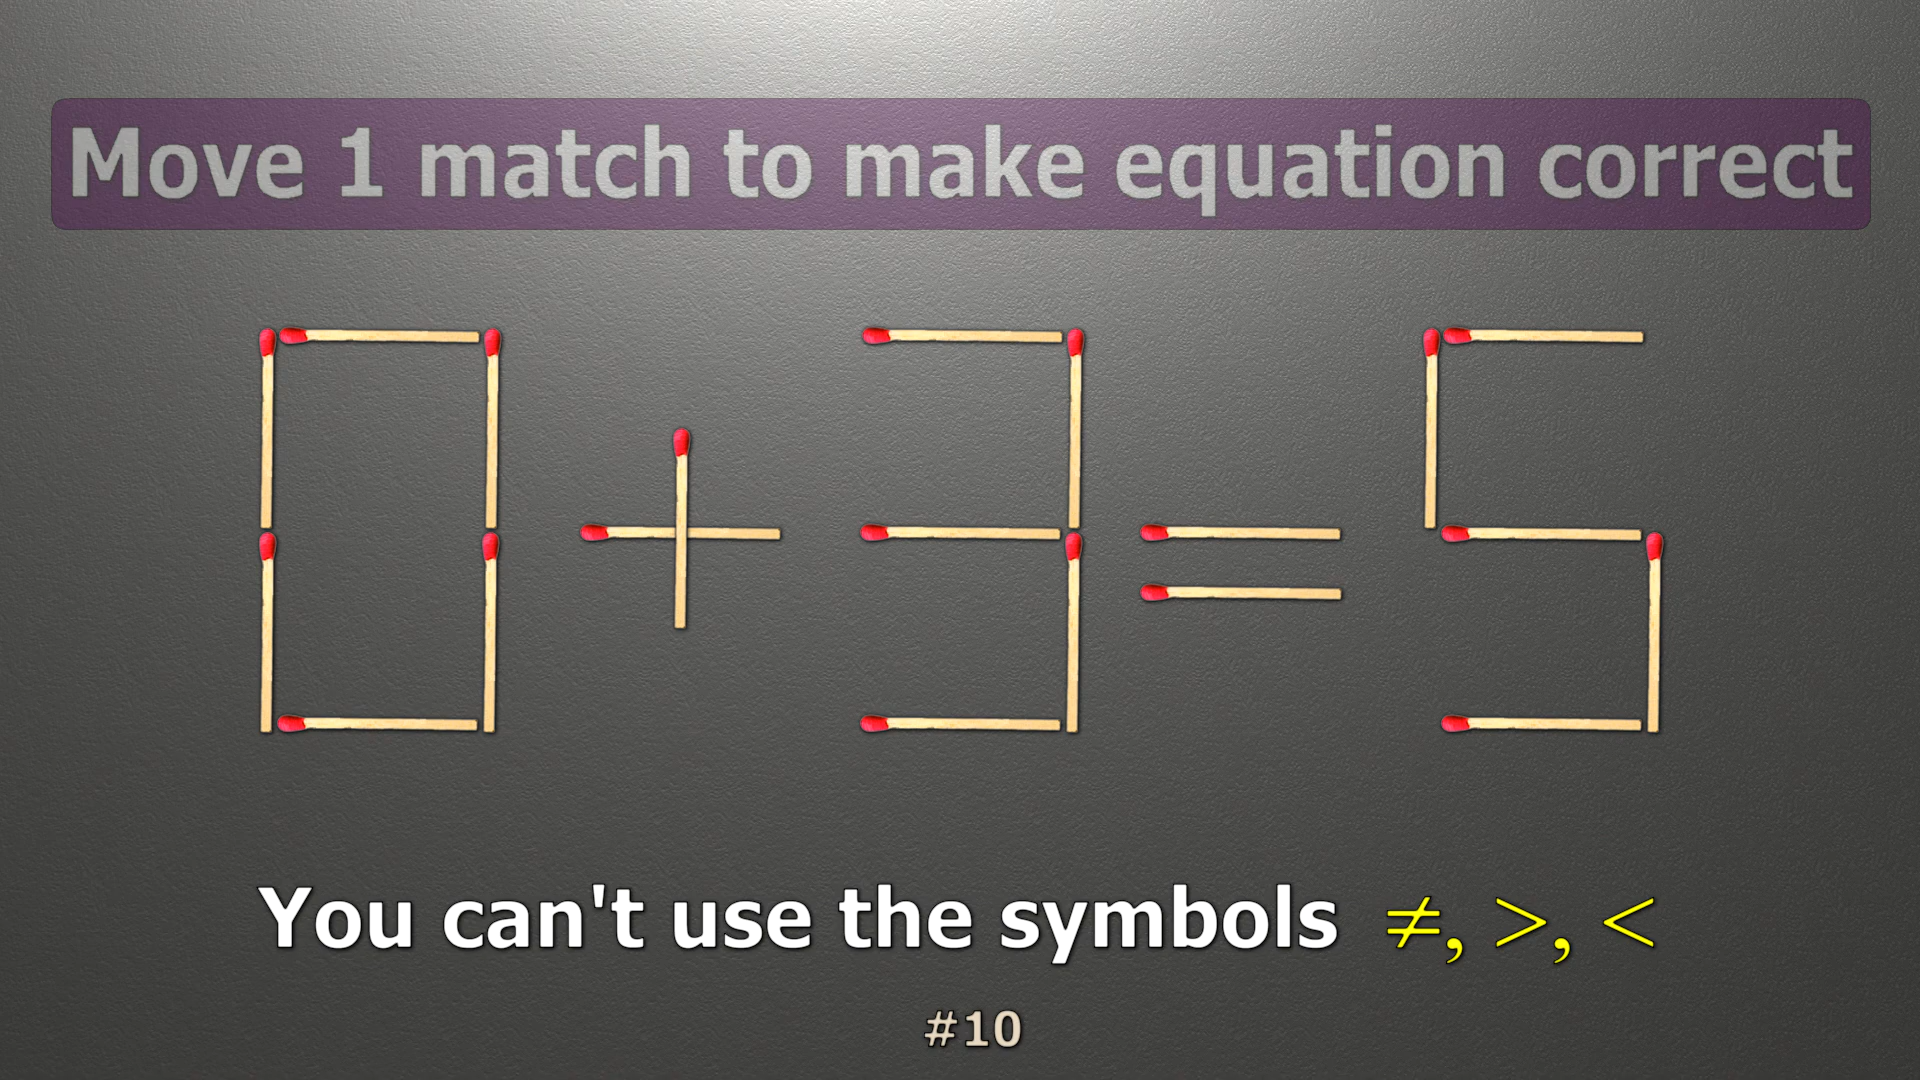 Move 1 match to make equation correct
0+3=5
You can't use the symbols ≠, >, <
#10